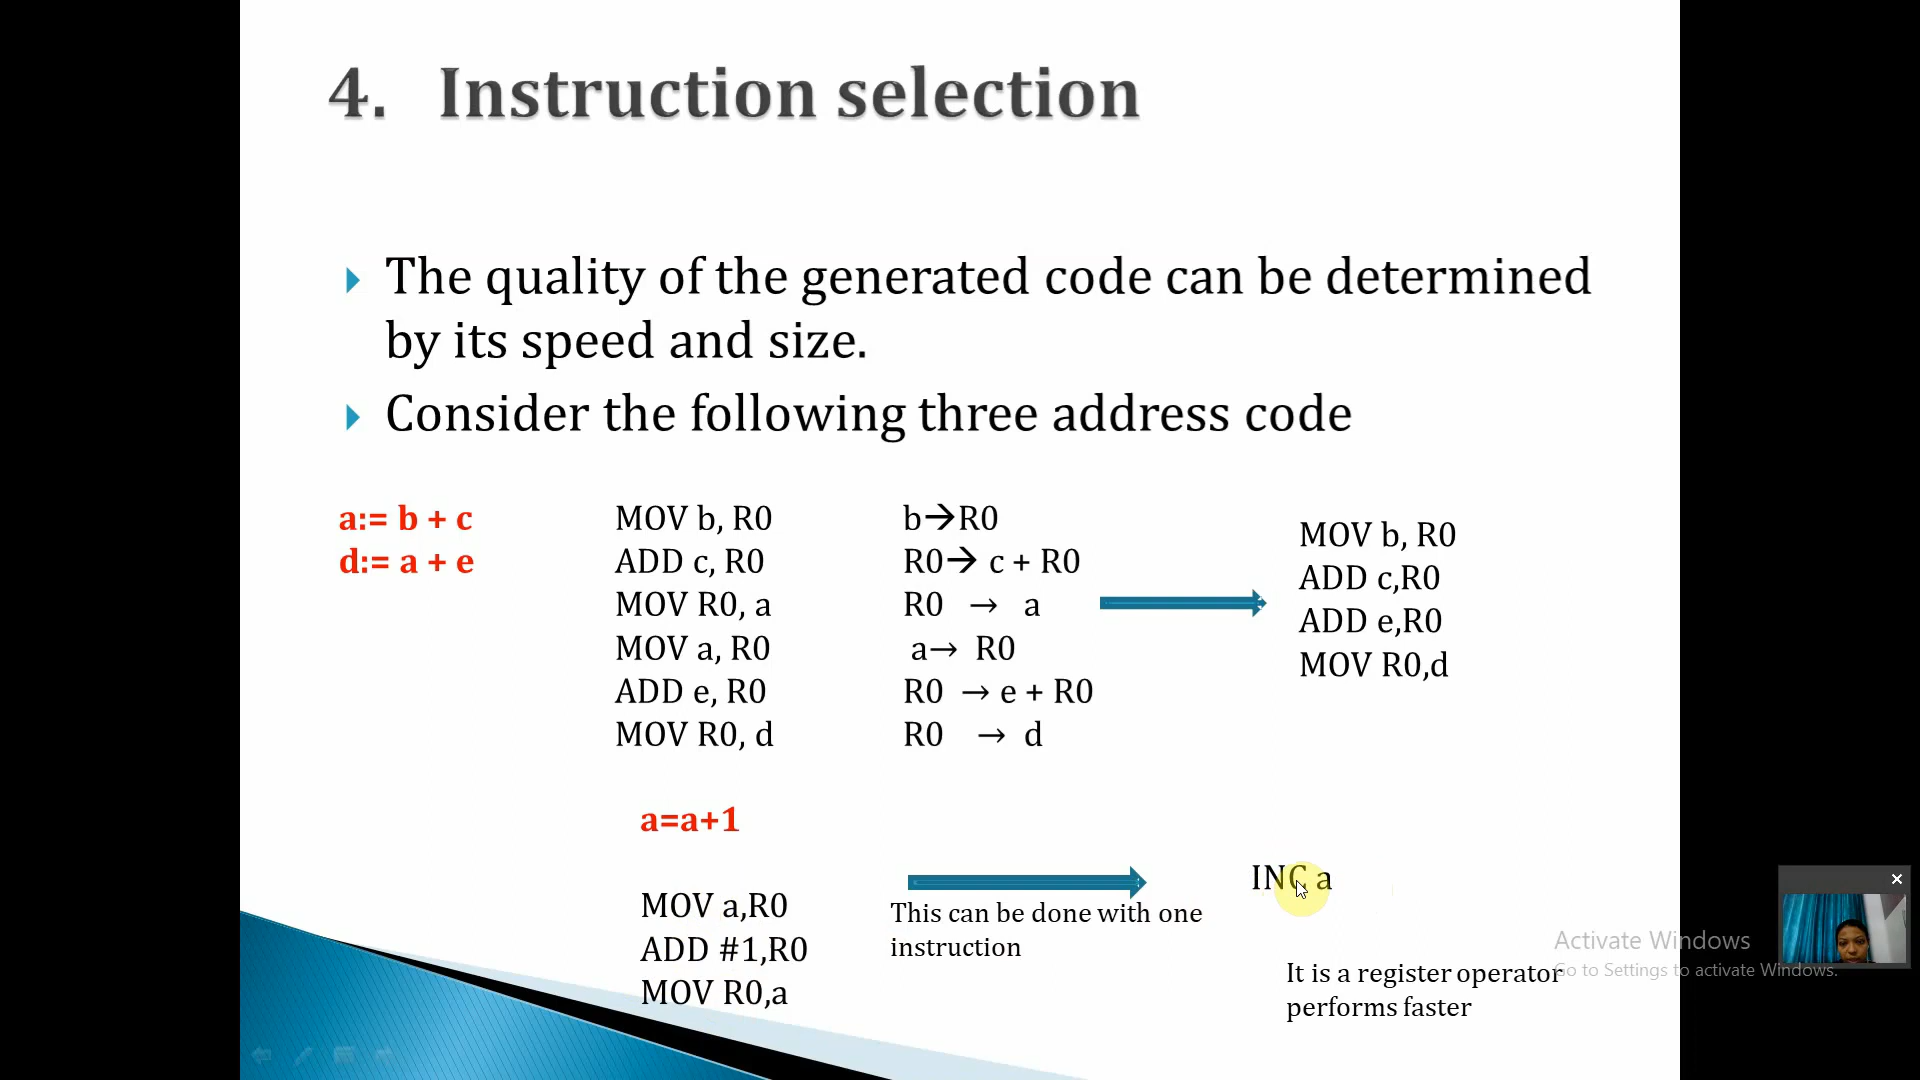 4. Instruction selection
The quality of the generated code can be determined
by its speed and size.
Consider the following three address code
a:= b + c
d:= a + e
MOV b, R0
ADD c, R0
MOV R0, a
MOV a, R0
ADD e, R0
MOV R0, d
b→R0
R0→ c + R0
R0 → a
a→ R0
R0 → e + R0
R0 → d
MOV b, R0
ADD c,R0
ADD e,R0
MOV R0,d
a=a+1
MOV a,R0
ADD #1,R0
MOV R0,a
This can be done with one
instruction
INC a
It is a register operator
performs faster
Activate Windows
Go to Settings to activate Windows.